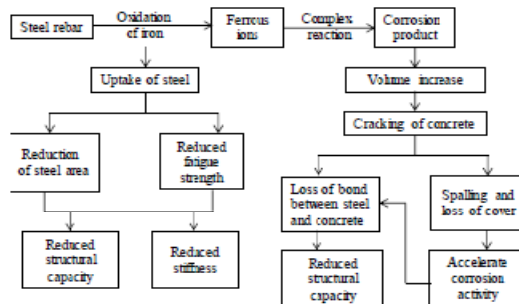 Steel rebar
Oxidation
of iron
Ferrous
ions
Complex
reaction
Corrosion
product
Uptake of steel
Volume increase
Cracking of concrete
Reduction
of steel area
Reduced
fatigue
strength
Loss of bond
between steel
and concrete
Spalling and
loss of cover
Reduced
structural
capacity
Reduced
stiffness
Reduced
structural
capacity
Accelerate
corrosion
activity